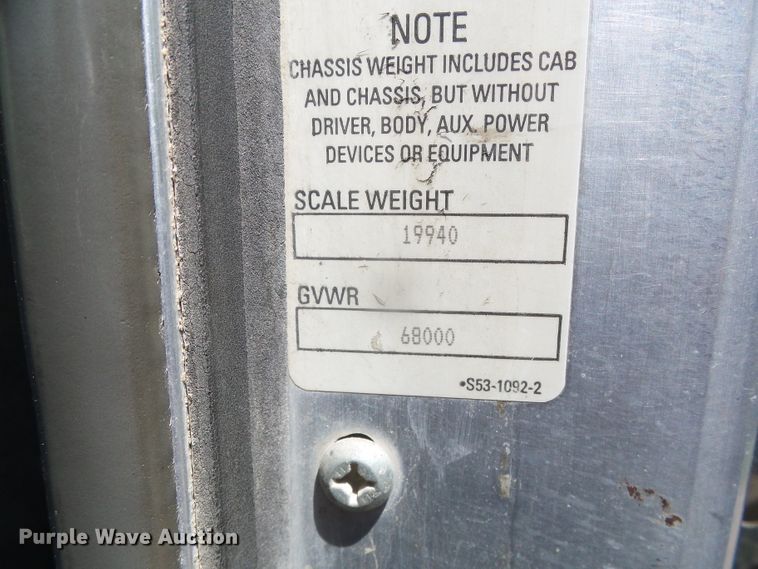 NOTE
CHASSIS WEIGHT INCLUDES CAB
AND CHASSIS, BUT WITHOUT
DRIVER, BODY, AUX. POWER
DEVICES OR EQUIPMENT
SCALE WEIGHT
19940
GVWR
68000
•S53-1092-2
Purple Wave Auction®